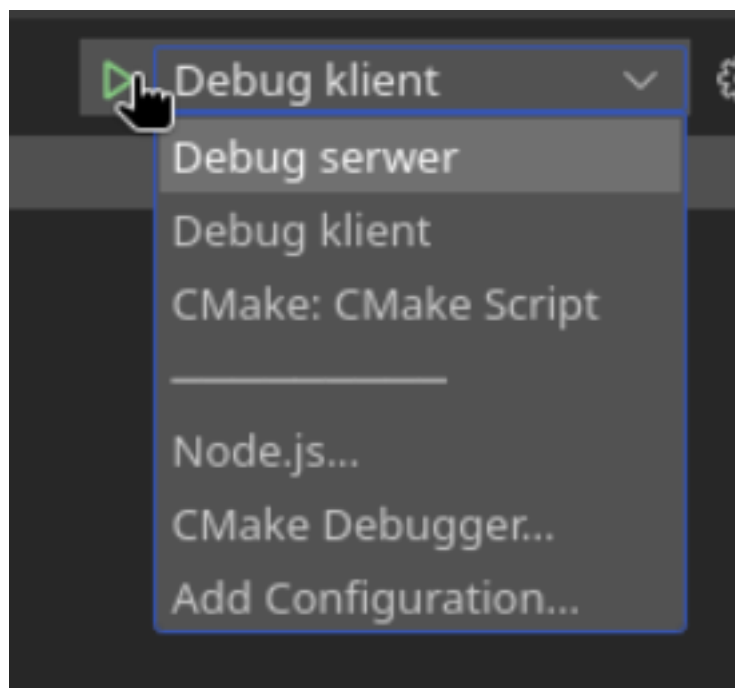 Debug klient
Debug serwer
Debug klient
CMake: CMake Script
Node.js...
CMake Debugger...
Add Configuration...